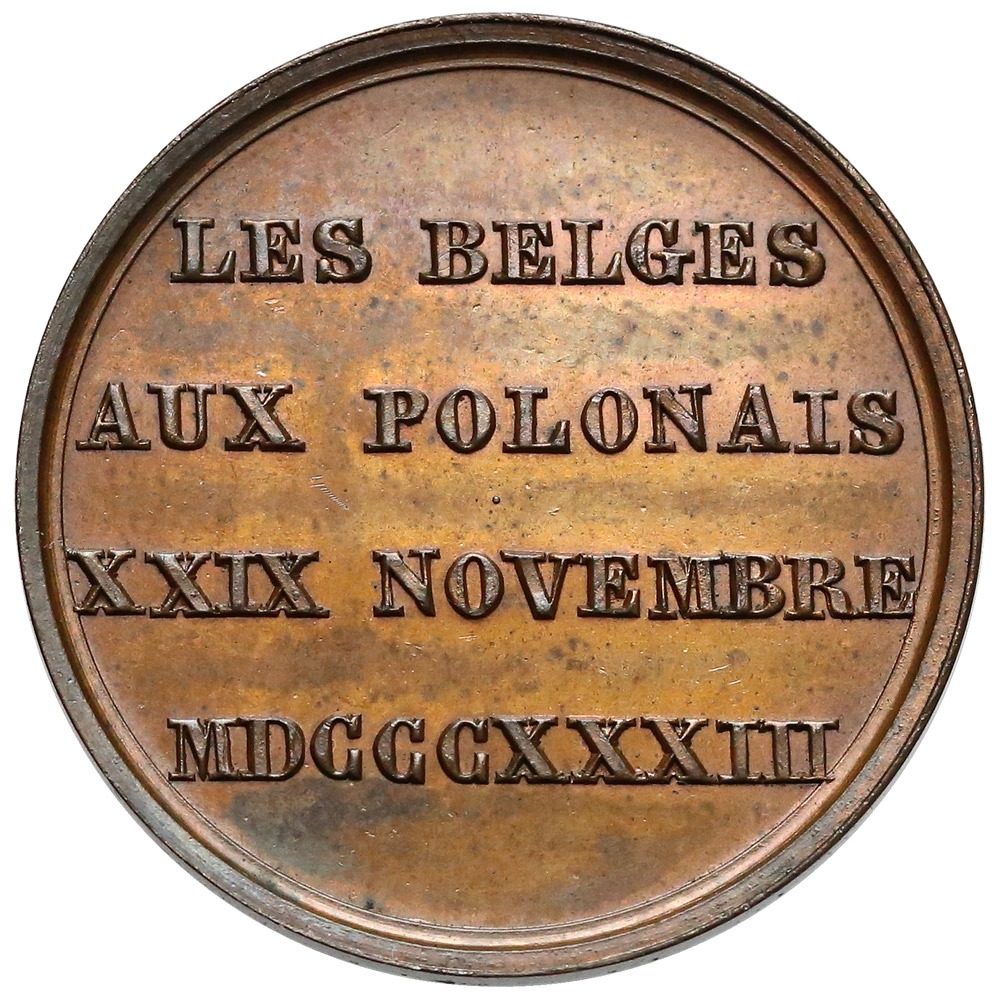 LES BELGES
AUX POLONAIS
XXIX NOVEMBRE
MDCCCXXXIII